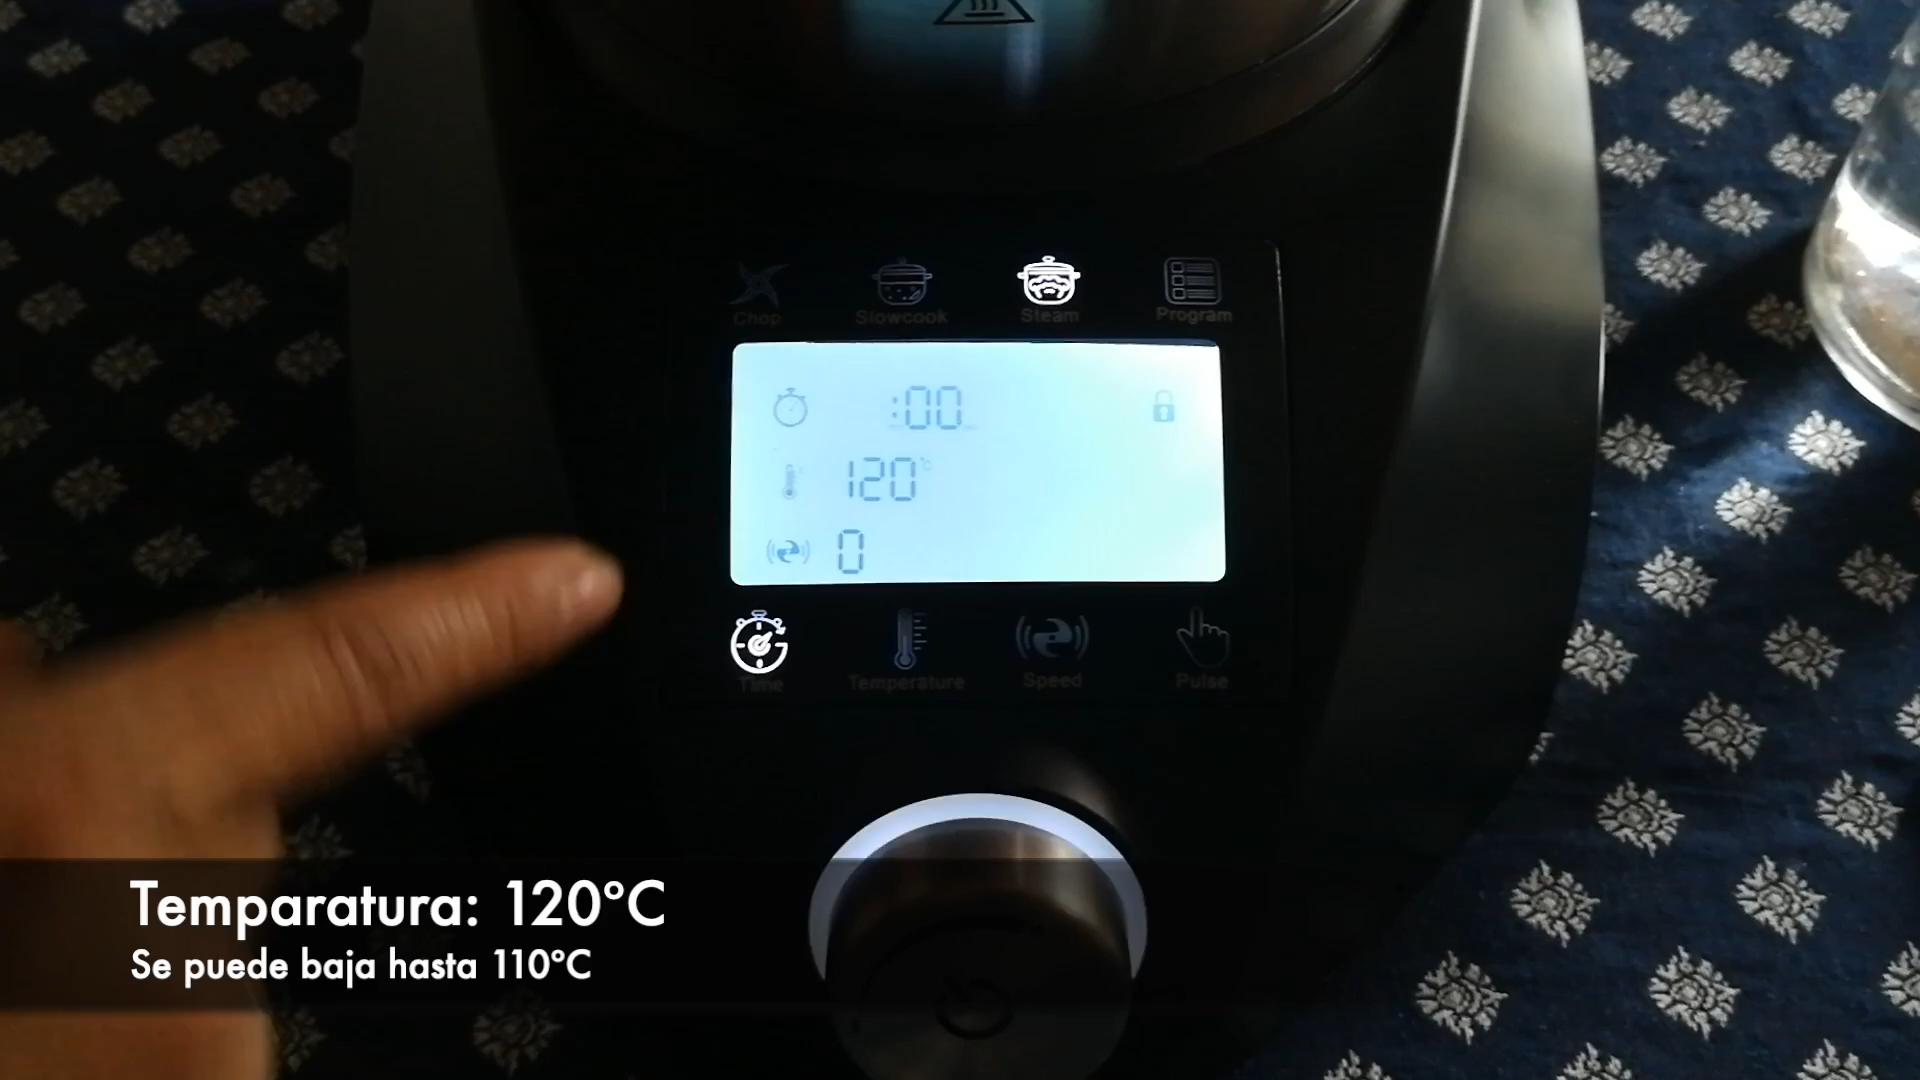 Chop Slowcook Steam Program
:00
120°C
0
Time Temperature Speed Pulse
Temparatura: 120°C
Se puede baja hasta 110°C